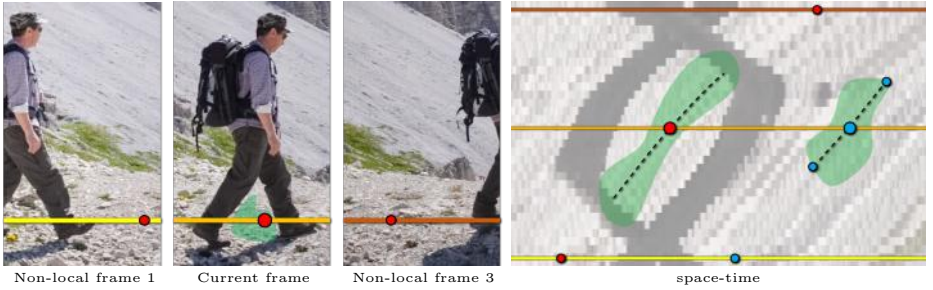 Non-local frame 1
Current frame
Non-local frame 3
space-time